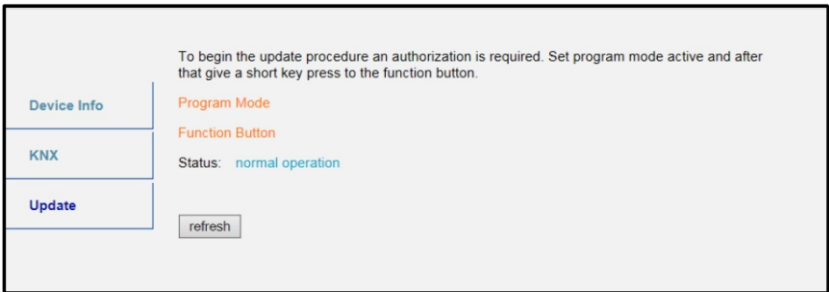 To begin the update procedure an authorization is required. Set program mode active and after
that give a short key press to the function button.
Device Info
Program Mode
Function Button
KNX
Status: normal operation
Update
refresh